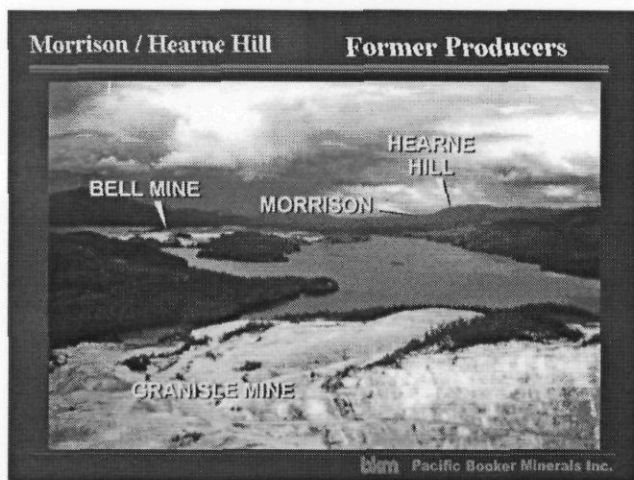 Morrison / Hearne Hill
Former Producers
HEARNE
HILL
BELL MINE
MORRISON
GRANISLE MINE
bkm Pacific Booker Minerals Inc.